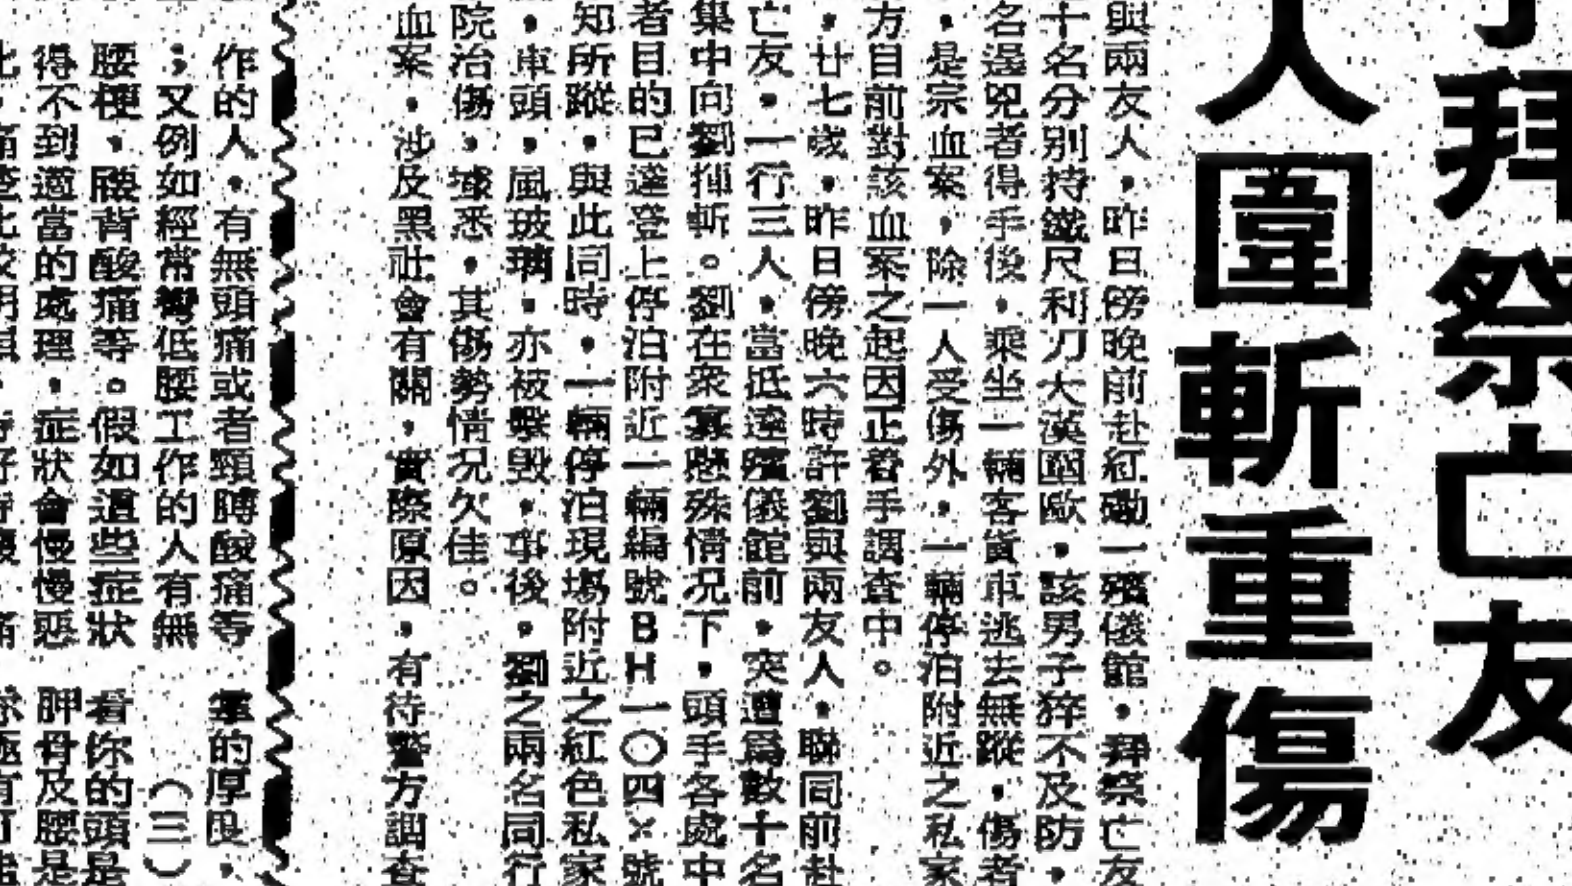 拜祭亡友
人圍斬重傷
與兩友人，昨日傍晚前赴紅磡一殯儀館，拜祭亡友
十名分別持鐵尺利刀大漢圍毆，該男子猝不及防，
名逞兇者得手後，乘坐一輛客貨車逃去無蹤，傷者
，是宗血案，除一人受傷外，一輛停泊附近之私家
方目前對該血案之起因正着手調查中。
，廿七歲，昨日傍晚六時許劉與兩友人，聯同前赴
亡友，一行三人，當抵達殯儀館前，突遭爲數十名
集中向劉揮斬。劉在衆寡懸殊情況下，頭手各處中
者目的已達登上停泊附近一輛編號BH一〇四×號
知所蹤，與此同時，一輛停泊現場附近之紅色私家
，車頭，風玻璃，亦被擊毀，事後，劉之兩名同行
院治傷，據悉，其傷勢情況欠佳。
血案，涉及黑社會有關，實際原因，有待警方調查
作的人，有無頭痛或者頸膊酸痛等
；又例如經常彎低腰工作的人有無
腰梗，腰背酸痛等。假如這些症狀
得不到適當的處理，症狀會慢慢惡
的厚畏，
（三）
看你的頭是
胛骨及腰是